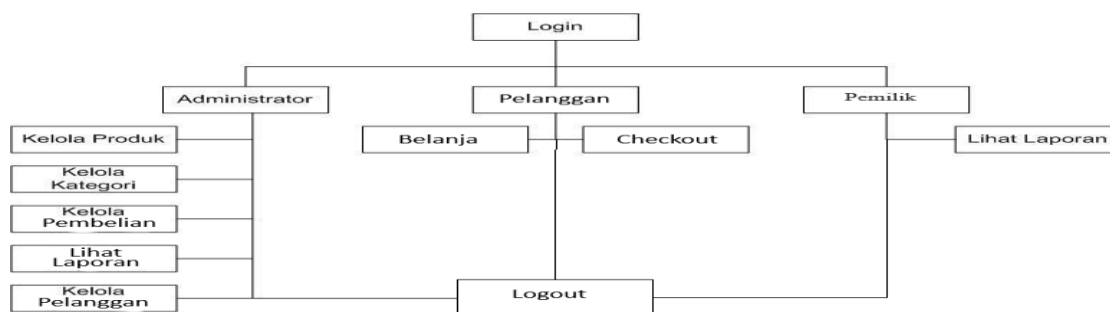 Login
Administrator
Pelanggan
Pemilik
Kelola Produk
Belanja
Checkout
Lihat Laporan
Kelola
Kategori
Kelola
Pembelian
Lihat
Laporan
Kelola
Pelanggan
Logout